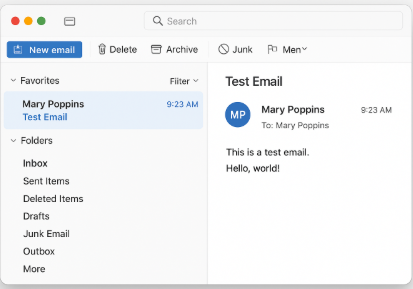 Search
New email Delete Archive Junk Men
Favorites Fiiter
Mary Poppins 9:23 AM
Test Email
Folders
Inbox
Sent Items
Deleted Items
Drafts
Junk Email
Outbox
More
Test Email
MP Mary Poppins 9:23 AM
To: Mary Poppins
This is a test email.
Hello, world!